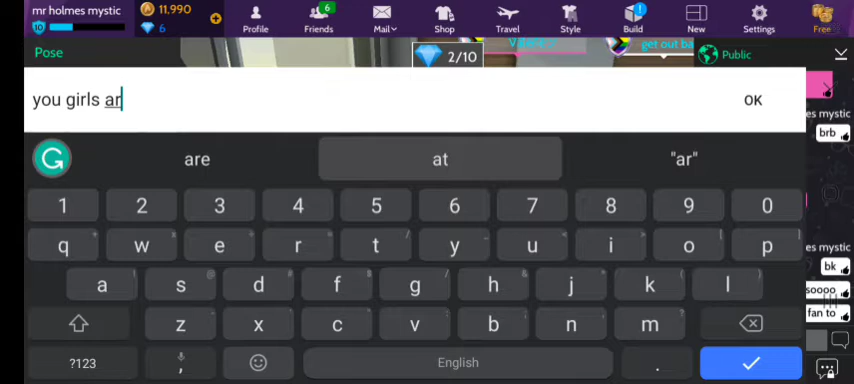 mr holmes mystic
10
11,990
6
Profile
6
Friends
Mail
Shop
Travel
Style
!
Build
New
Settings
Free
Pose
2/10
get out ba
Public
you girls ar
OK
es mystic
brb
are
at
"ar"
1 2 3 4 5 6 7 8 9 0
q w e r t y u i o p
es mystic
bk
a s d f g h j k l
soooo
fan to
z x c v b n m
?123
,
English
.